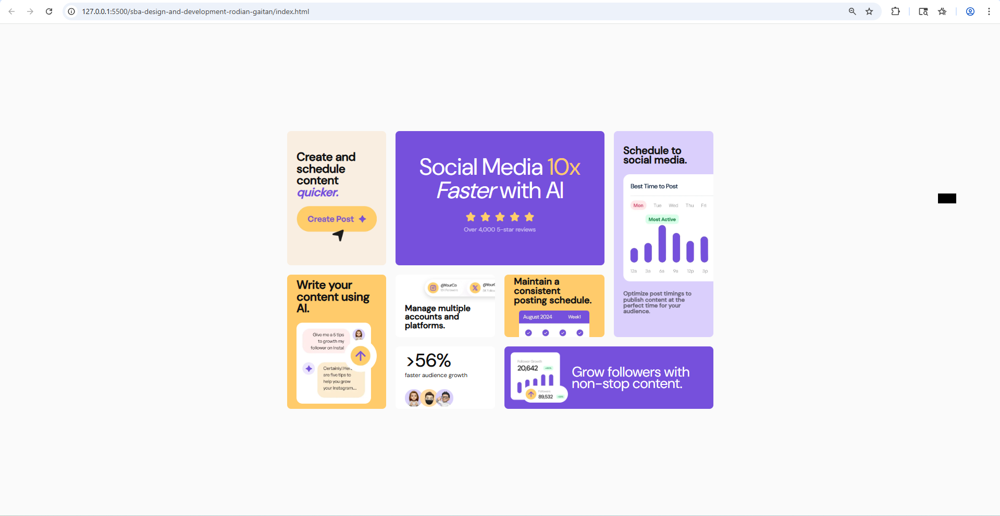 127.0.0.1:5500/sba-design-and-development-rodian-gaitan/index.html
Create and
schedule
content
quicker.
Create Post
Social Media 10x
Faster with AI
Over 4,000 5-star reviews
Schedule to
social media.
Best Time to Post
Mon Tue Wed Thu Fri
Most Active
12a 3a 6a 9a 12p 3p
Optimize post timings to
publish content at the
perfect time for your
audience.
Write your
content using
AI.
Give me a 5 tips
to growth my
follower on Insta!
Certainly! Here
are five tips to
help you grow
your Instagram...
@YourCo
Followers
Manage multiple
accounts and
platforms.
Maintain a
consistent
posting schedule.
August 2024 Week1
>56%
faster audience growth
Follower Growth
20,642
Followers
89,532
Grow followers with
non-stop content.